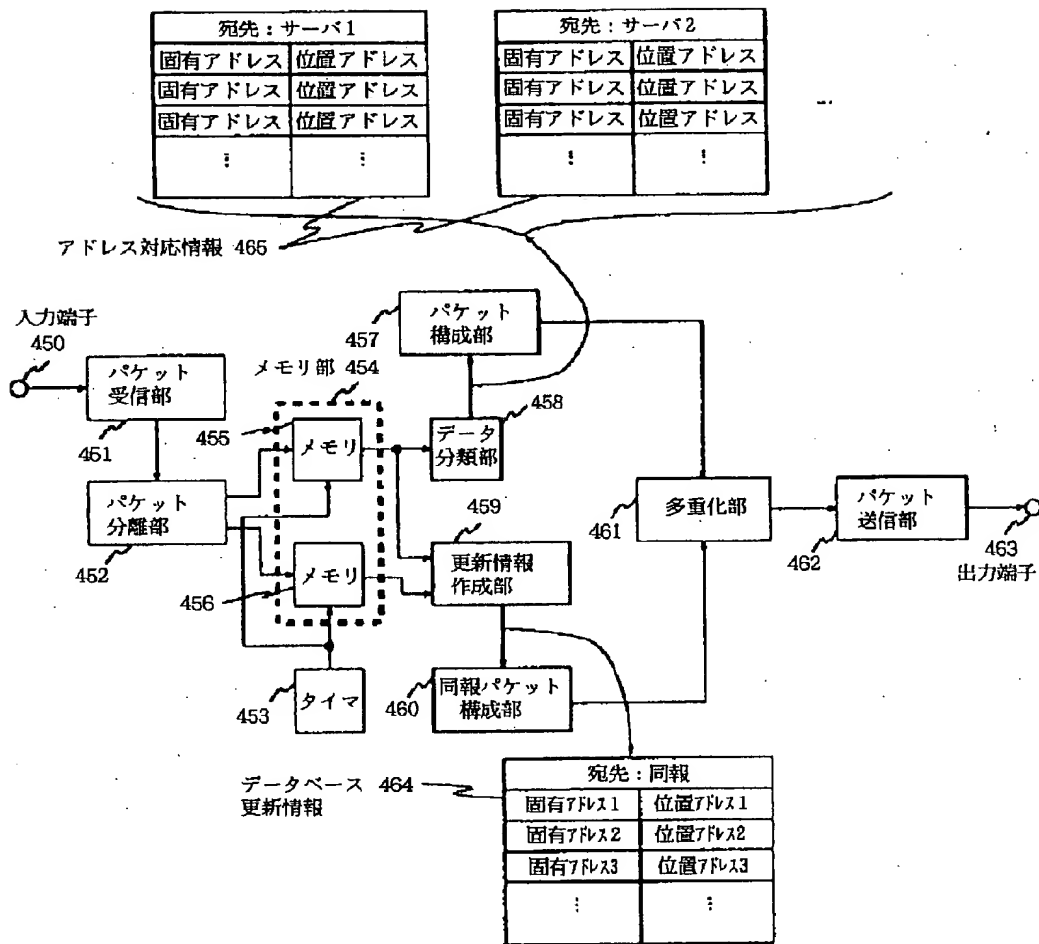 宛先：サーバ1
固有アドレス 位置アドレス
固有アドレス 位置アドレス
固有アドレス 位置アドレス
⋮ ⋮
宛先：サーバ2
固有アドレス 位置アドレス
固有アドレス 位置アドレス
固有アドレス 位置アドレス
⋮ ⋮
アドレス対応情報 465
入力端子
450
パケット
受信部
451
パケット
分離部
452
メモリ部 454
455
メモリ
メモリ
456
453
タイマ
457
パケット
構成部
458
データ
分類部
459
更新情報
作成部
460
同報パケット
構成部
461
多重化部
462
パケット
送信部
463
出力端子
データベース 464
更新情報
宛先：同報
固有アドレス1 位置アドレス1
固有アドレス2 位置アドレス2
固有アドレス3 位置アドレス3
⋮ ⋮